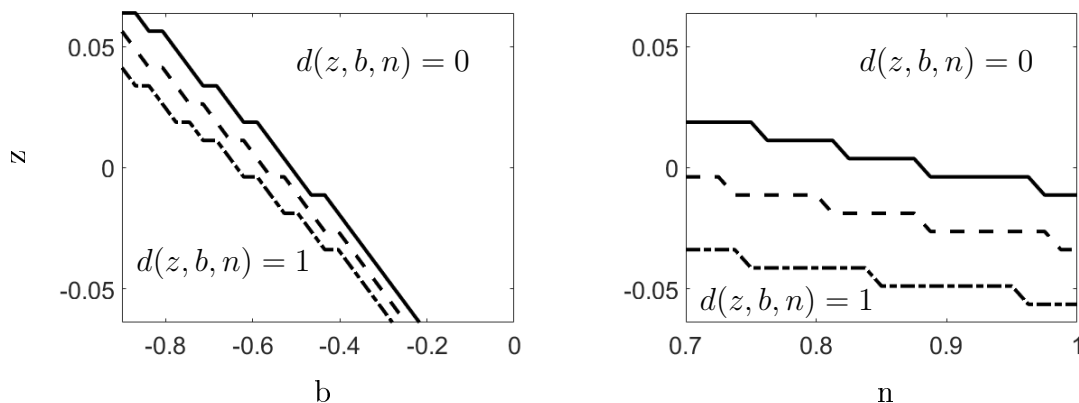 0.05
0
-0.05
z
-0.8
-0.6
-0.4
-0.2
0
b
d(z, b, n) = 0
d(z, b, n) = 1
0.05
0
-0.05
0.7
0.8
0.9
1
n
d(z, b, n) = 0
d(z, b, n) = 1